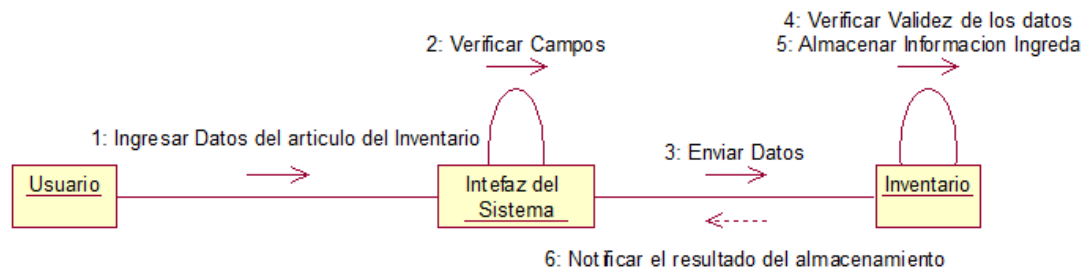 4: Verificar Validez de los datos
2: Verificar Campos
5: Almacenar Informacion Ingreda
1: Ingresar Datos del articulo del Inventario
3: Enviar Datos
Usuario
Intefaz del
Sistema
Inventario
6: Notificar el resultado del almacenamiento